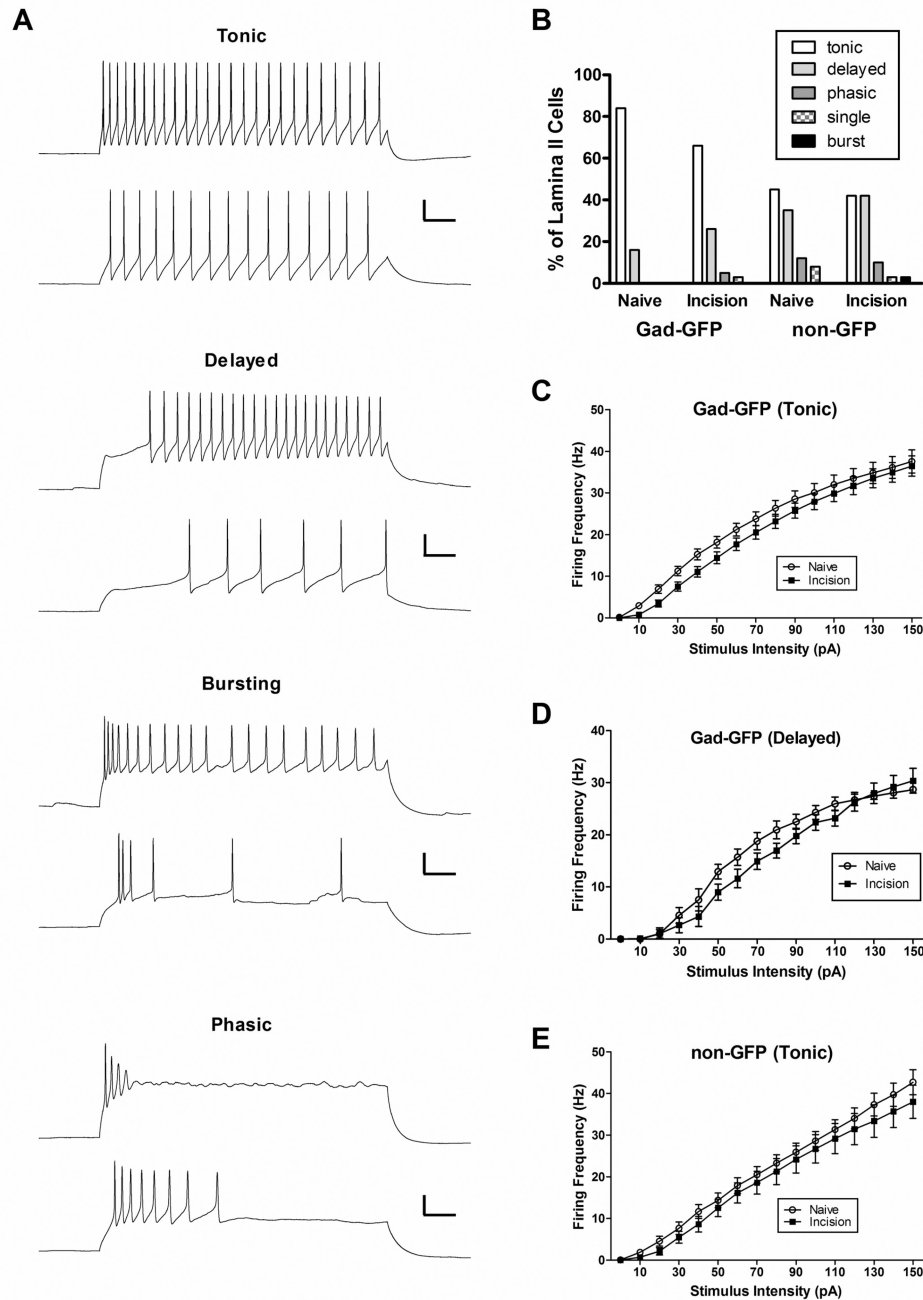 A
Tonic
Delayed
Bursting
Phasic
B
tonic
delayed
phasic
single
burst
% of Lamina II Cells
100
80
60
40
20
0
Naive Incision Naive Incision
Gad-GFP non-GFP
C
Gad-GFP (Tonic)
Firing Frequency (Hz)
50
40
30
20
10
0
Naive
Incision
10 30 50 70 90 110 130 150
Stimulus Intensity (pA)
D
Gad-GFP (Delayed)
Firing Frequency (Hz)
40
30
20
10
0
Naive
Incision
10 30 50 70 90 110 130 150
Stimulus Intensity (pA)
E
non-GFP (Tonic)
Firing Frequency (Hz)
50
40
30
20
10
0
Naive
Incision
10 30 50 70 90 110 130 150
Stimulus Intensity (pA)